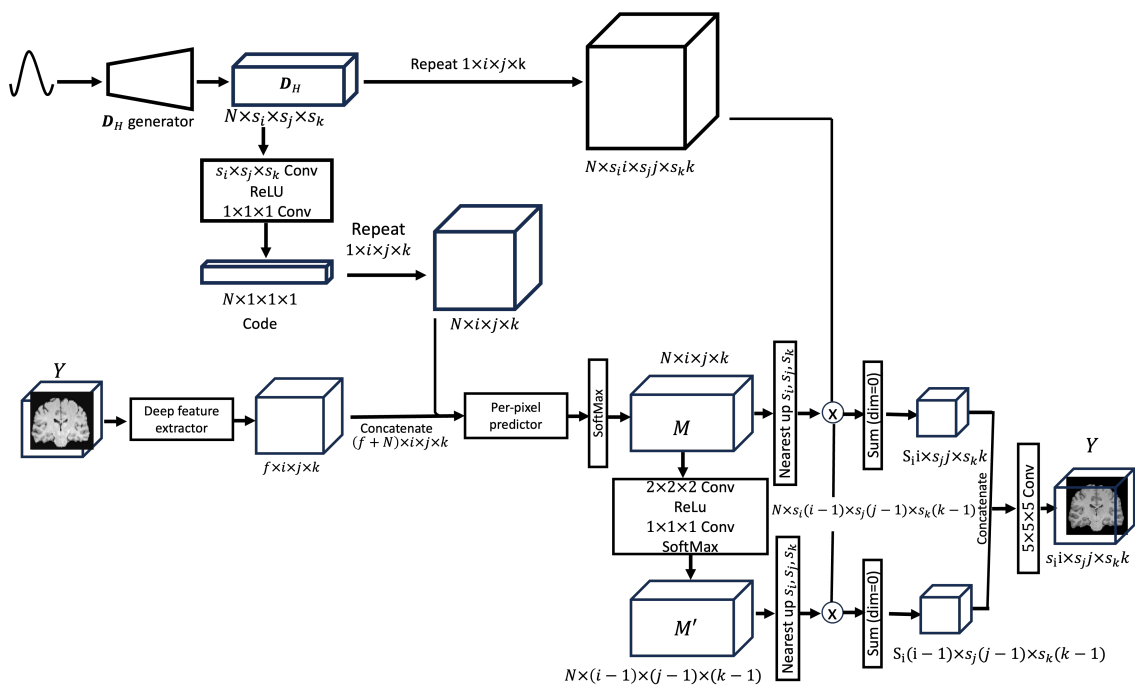 Repeat 1×i×j×k
D_H
D_H generator
N×s_i×s_j×s_k
N×s_i i×s_j j×s_k k
s_i×s_j×s_k Conv
ReLU
1×1×1 Conv
Repeat
1×i×j×k
N×1×1×1
Code
N×i×j×k
Y
Deep feature
extractor
f×i×j×k
Concatenate
(f+N)×i×j×k
Per-pixel
predictor
SoftMax
N×i×j×k
M
Nearest up s_i, s_j, s_k
X
Sum (dim=0)
S_i i×s_j j×s_k k
2×2×2 Conv
ReLu
1×1×1 Conv
SoftMax
N×s_i(i−1)×s_j(j−1)×s_k(k−1)
Concatenate
5×5×5 Conv
Y
s_i i×s_j j×s_k k
M′
N×(i−1)×(j−1)×(k−1)
Nearest up s_i, s_j, s_k
X
Sum (dim=0)
S_i(i−1)×s_j(j−1)×s_k(k−1)